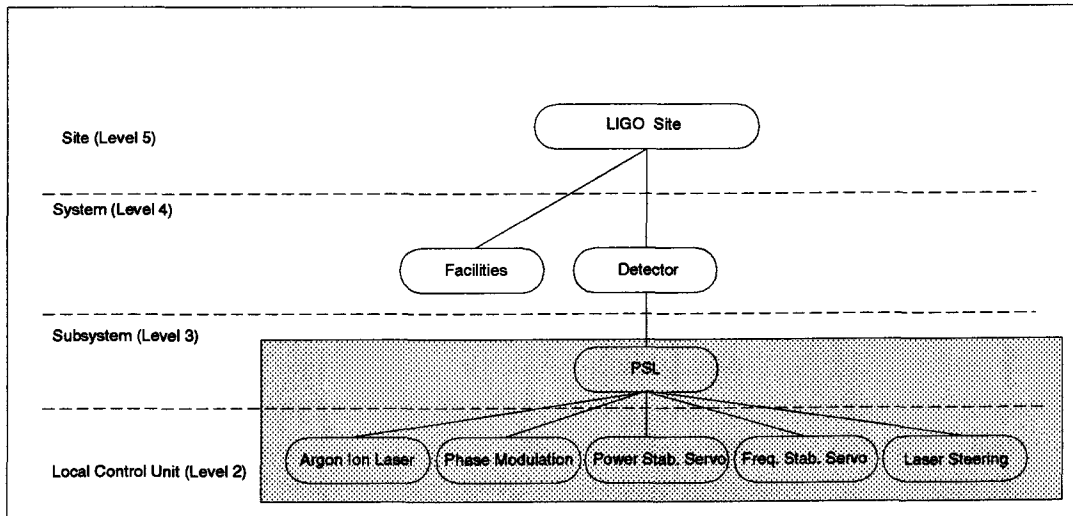 LIGO Site
Site (Level 5)
System (Level 4)
Facilities
Detector
Subsystem (Level 3)
PSL
Argon Ion Laser
Phase Modulation
Power Stab. Servo
Freq. Stab. Servo
Laser Steering
Local Control Unit (Level 2)